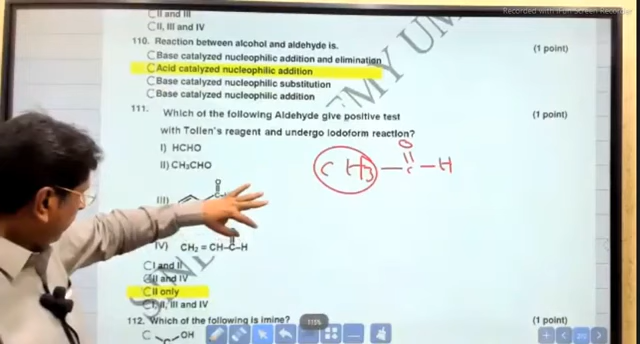 Recorded with iFun Screen Recorder
C II and III
C II, III and IV
110. Reaction between alcohol and aldehyde is. (1 point)
C Base catalyzed nucleophilic addition and elimination
C Acid catalyzed nucleophilic addition
C Base catalyzed nucleophilic substitution
C Base catalyzed nucleophilic addition
111. Which of the following Aldehyde give positive test (1 point)
with Tollen's reagent and undergo iodoform reaction?
I) HCHO
II) CH₃CHO
CH3 — C — H
O
III)
O
IV) CH₂ = CH–C–H
C I and II
C II and IV
C II only
C I, II, III and IV
112. Which of the following is imine? (1 point)
C
OH
115%